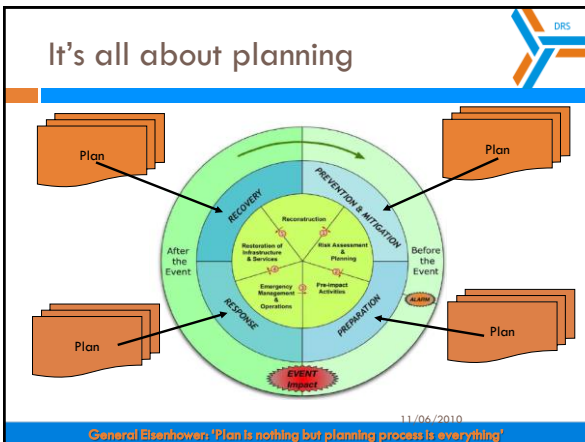 DRS
It's all about planning
Plan
Plan
RECOVERY
PREVENTION & MITIGATION
Reconstruction
After
the
Event
Restoration of
Infrastructure
& Services
Risk Assessment
&
Planning
Before
the
Event
Emergency
Management
&
Operations
Pre-impact
Activities
ALARM
RESPONSE
PREPARATION
Plan
Plan
EVENT
Impact
11/06/2010
General Eisenhower: 'Plan is nothing but planning process is everything'